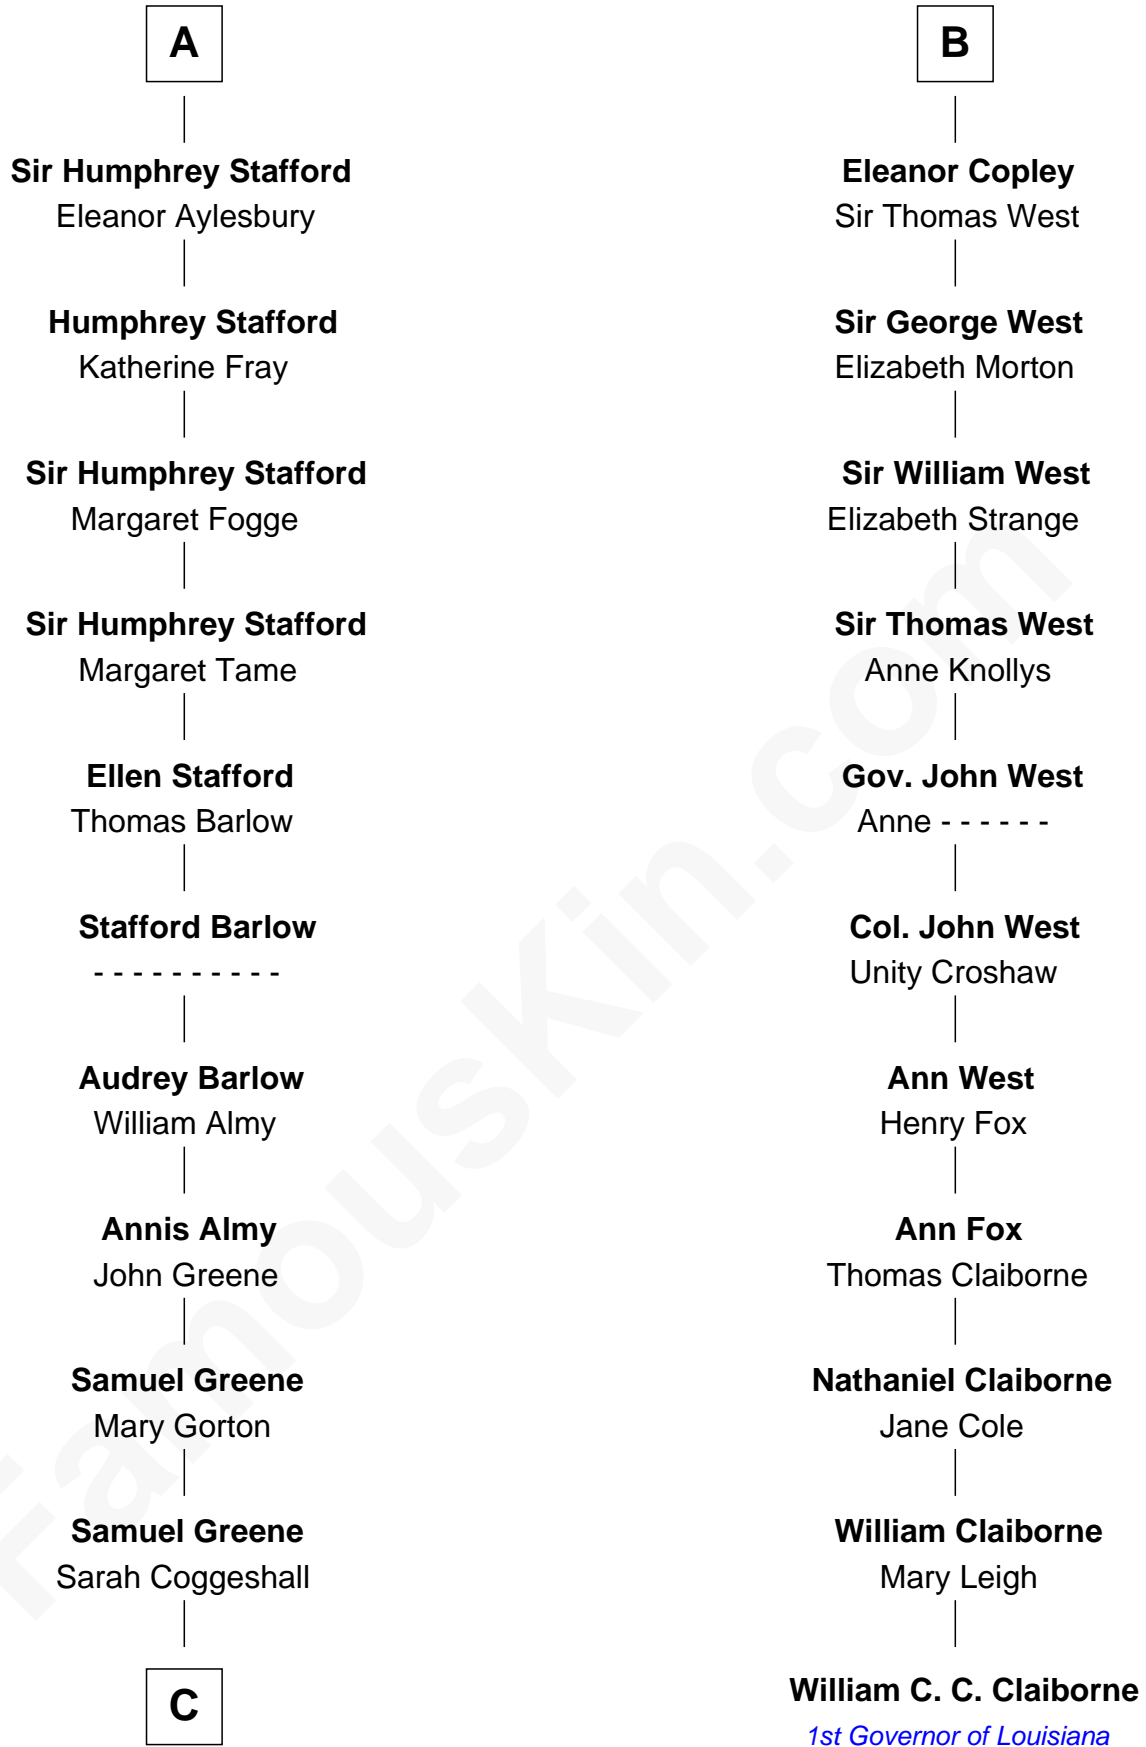 A
Sir Humphrey Stafford
Eleanor Aylesbury
Humphrey Stafford
Katherine Fray
Sir Humphrey Stafford
Margaret Fogge
Sir Humphrey Stafford
Margaret Tame
Ellen Stafford
Thomas Barlow
Stafford Barlow
- - - - - - - - - -
Audrey Barlow
William Almy
Annis Almy
John Greene
Samuel Greene
Mary Gorton
Samuel Greene
Sarah Coggeshall
C
B
Eleanor Copley
Sir Thomas West
Sir George West
Elizabeth Morton
Sir William West
Elizabeth Strange
Sir Thomas West
Anne Knollys
Gov. John West
Anne - - - - - -
Col. John West
Unity Croshaw
Ann West
Henry Fox
Ann Fox
Thomas Claiborne
Nathaniel Claiborne
Jane Cole
William Claiborne
Mary Leigh
William C. C. Claiborne
1st Governor of Louisiana
FamousKin.com